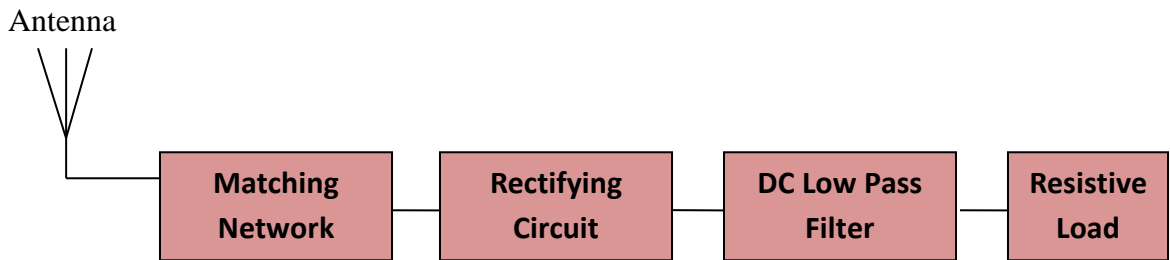 Antenna
Matching
Network
Rectifying
Circuit
DC Low Pass
Filter
Resistive
Load